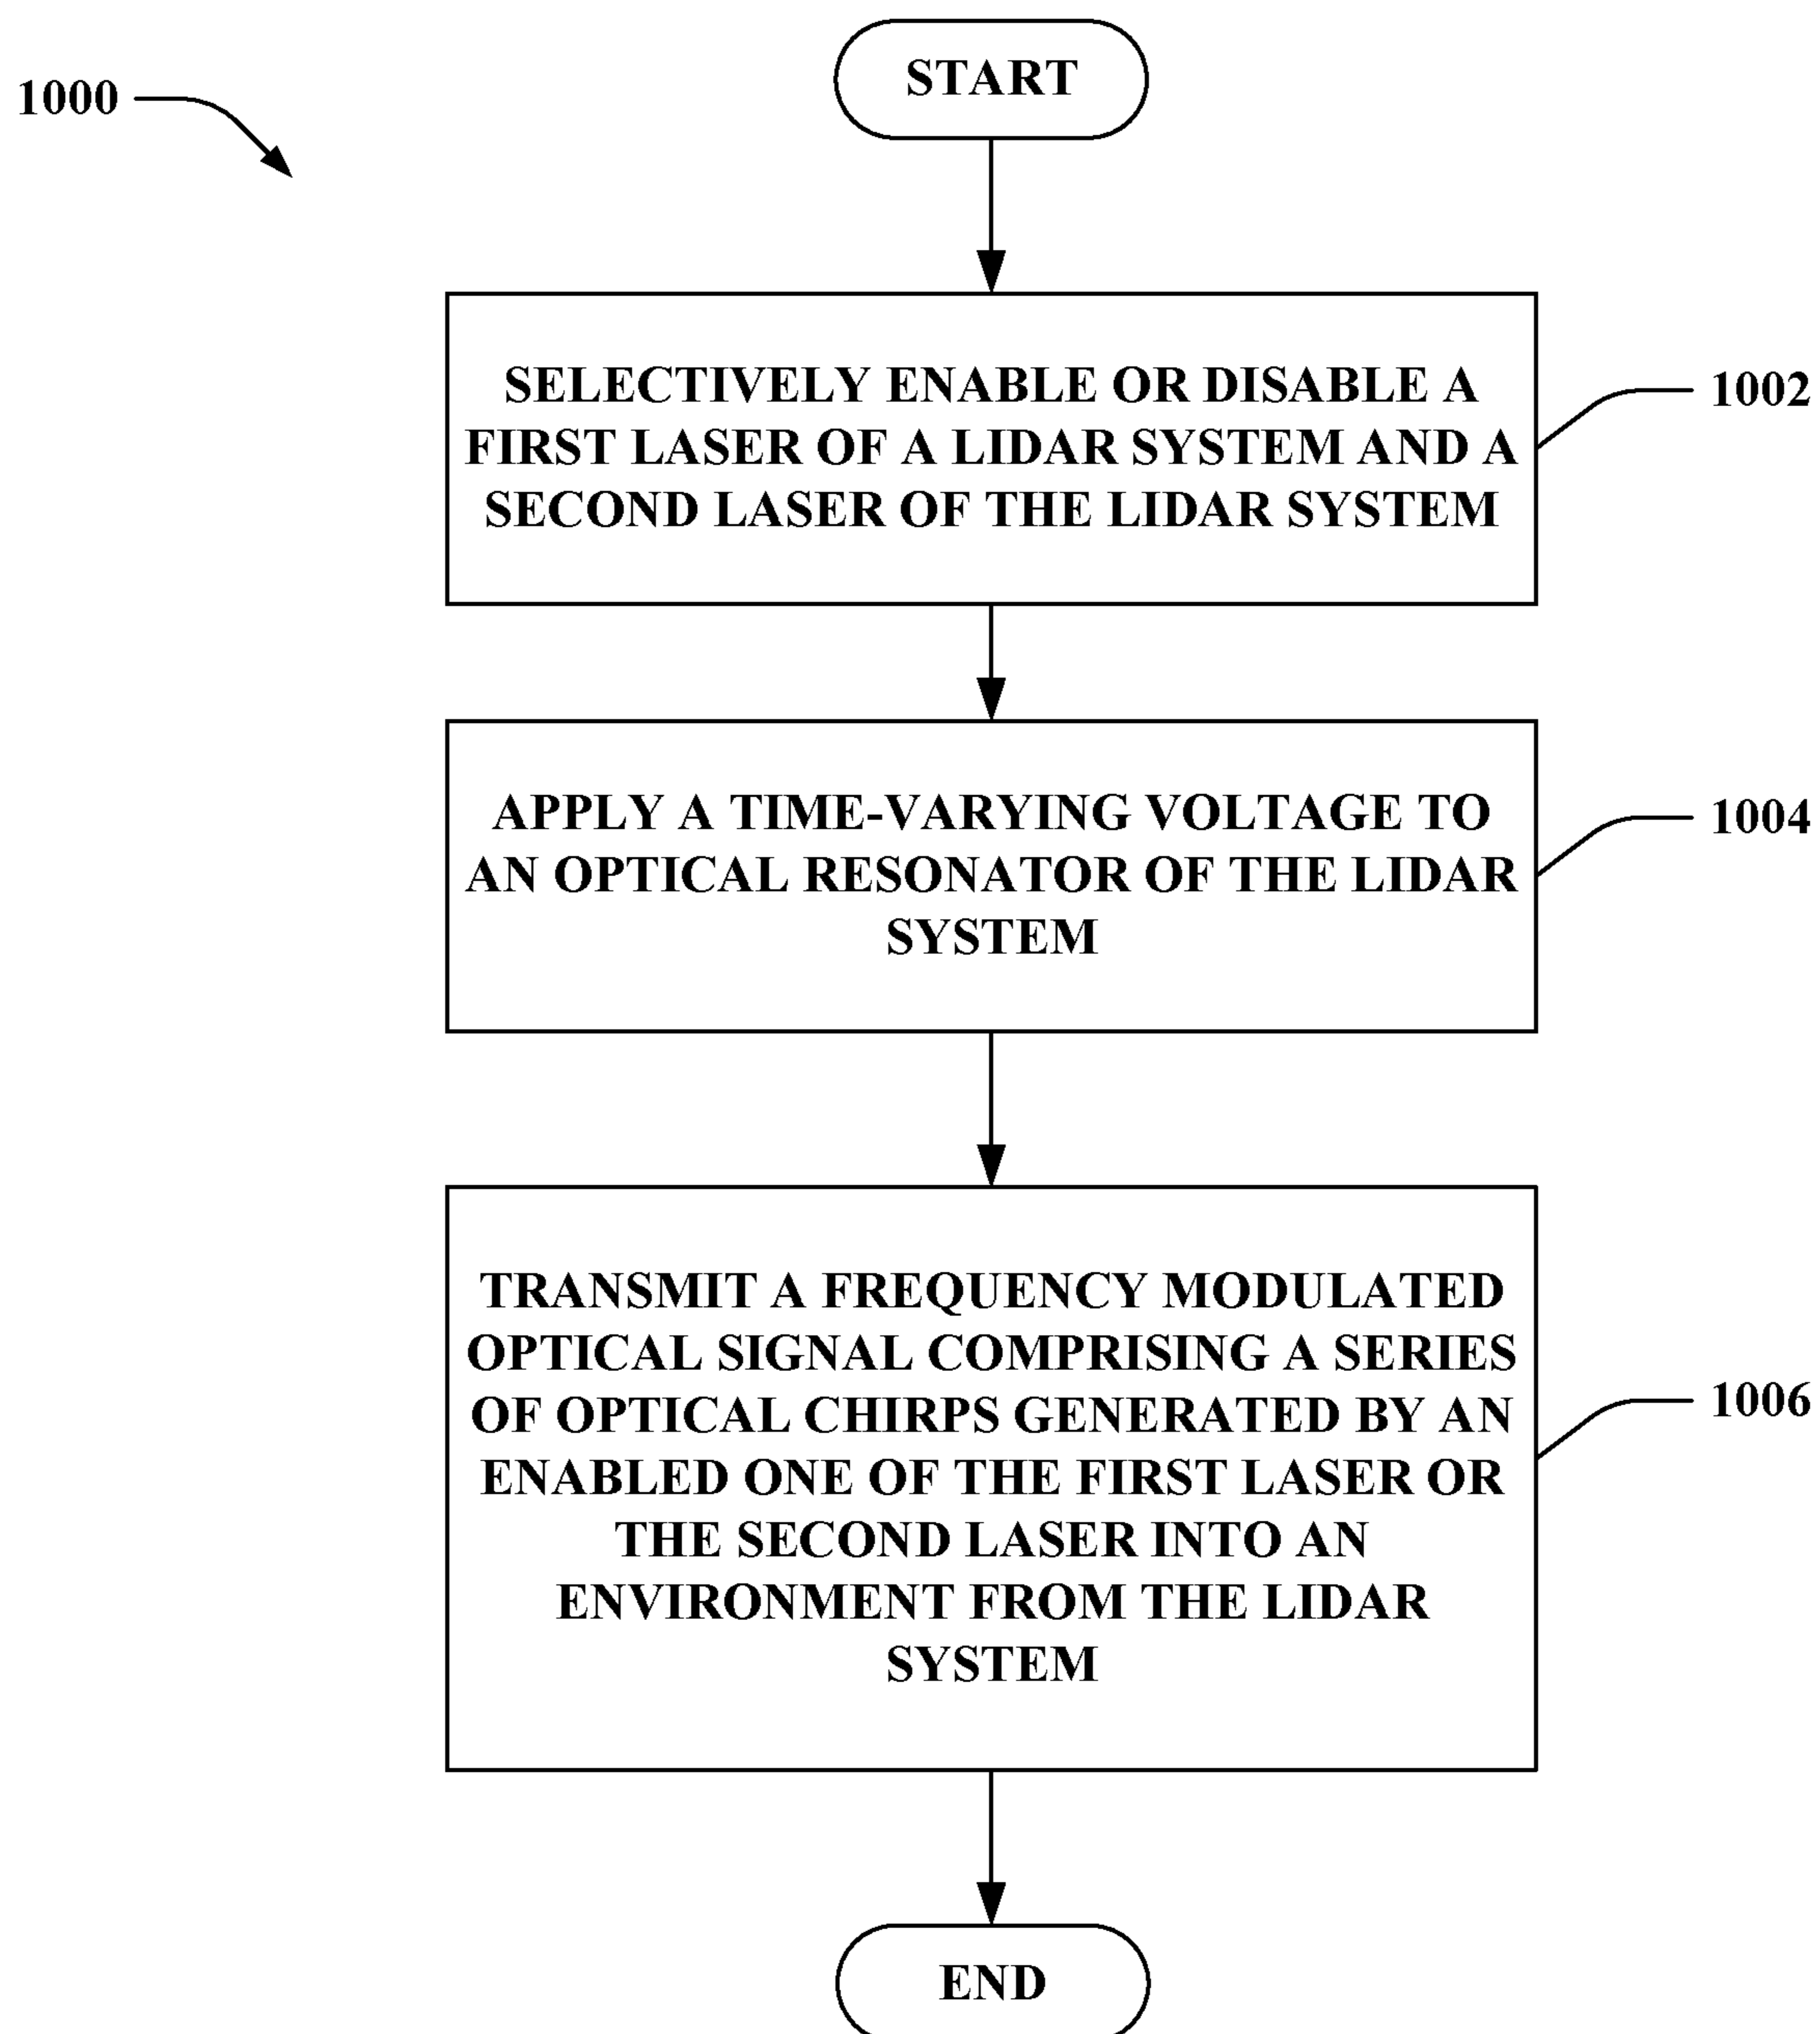 START
1000
SELECTIVELY ENABLE OR DISABLE A
FIRST LASER OF A LIDAR SYSTEM AND A
SECOND LASER OF THE LIDAR SYSTEM
1002
APPLY A TIME-VARYING VOLTAGE TO
AN OPTICAL RESONATOR OF THE LIDAR
SYSTEM
1004
TRANSMIT A FREQUENCY MODULATED
OPTICAL SIGNAL COMPRISING A SERIES
OF OPTICAL CHIRPS GENERATED BY AN
ENABLED ONE OF THE FIRST LASER OR
THE SECOND LASER INTO AN
ENVIRONMENT FROM THE LIDAR
SYSTEM
1006
END